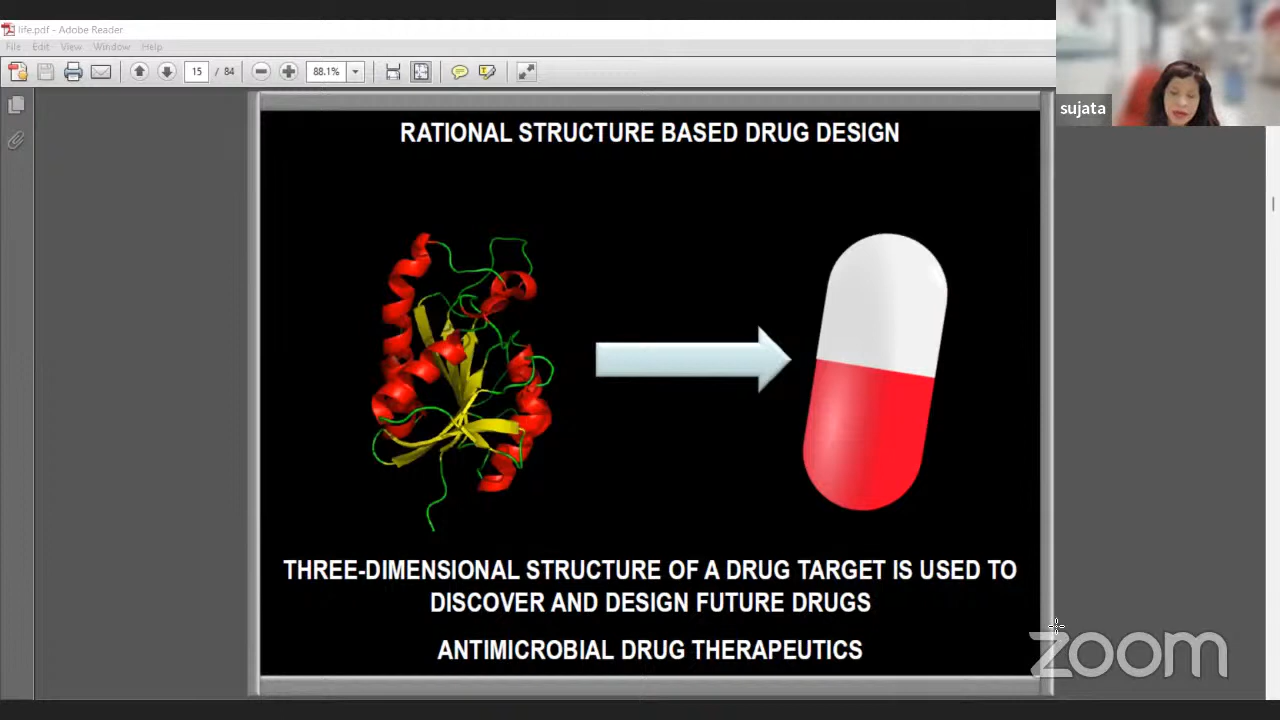 life.pdf - Adobe Reader
File Edit View Window Help
15 / 84 88.1%
sujata
RATIONAL STRUCTURE BASED DRUG DESIGN
THREE-DIMENSIONAL STRUCTURE OF A DRUG TARGET IS USED TO
DISCOVER AND DESIGN FUTURE DRUGS
ANTIMICROBIAL DRUG THERAPEUTICS
zoom